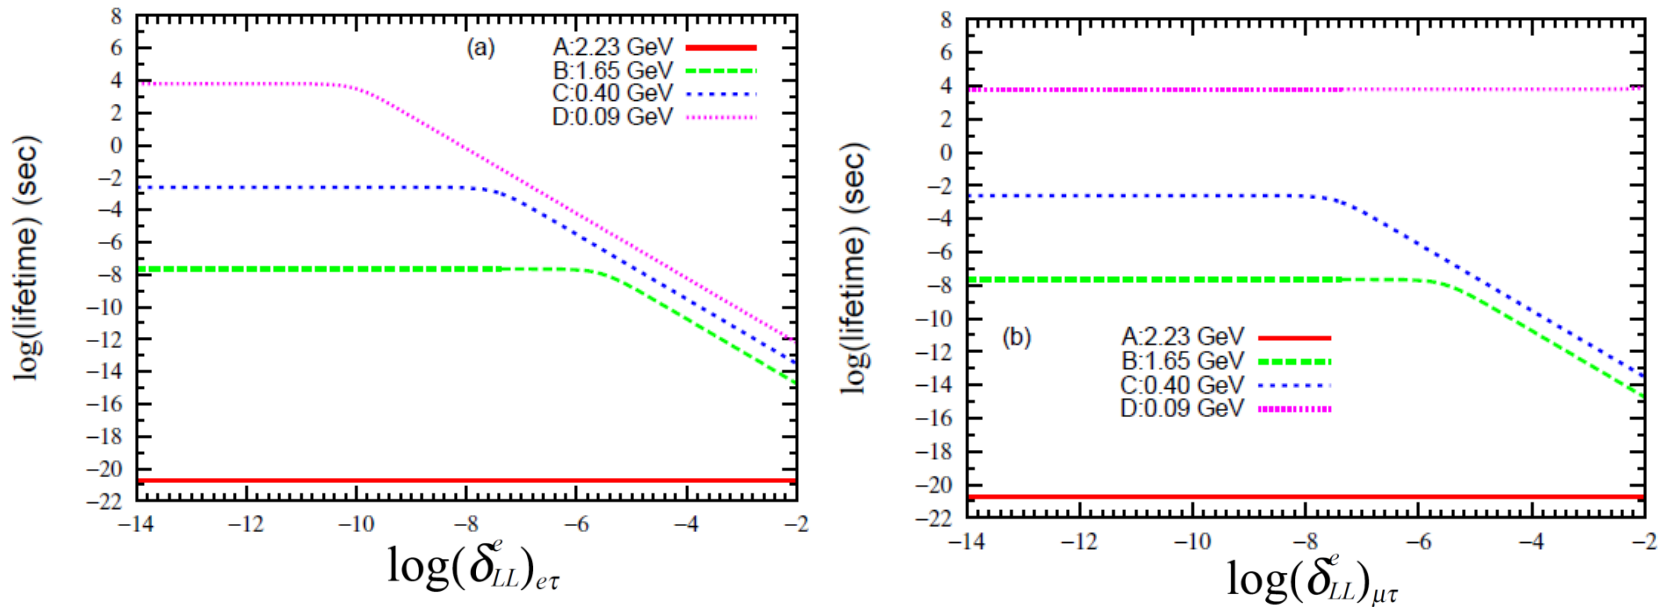 8
6
4
2
0
−2
−4
−6
−8
−10
−12
−14
−16
−18
−20
−22
log(lifetime) (sec)
(a)
A:2.23 GeV
B:1.65 GeV
C:0.40 GeV
D:0.09 GeV
−14 −12 −10 −8 −6 −4 −2
log(δ^e_LL)_eτ
8
6
4
2
0
−2
−4
−6
−8
−10
−12
−14
−16
−18
−20
−22
log(lifetime) (sec)
(b)
A:2.23 GeV
B:1.65 GeV
C:0.40 GeV
D:0.09 GeV
−14 −12 −10 −8 −6 −4 −2
log(δ^e_LL)_μτ